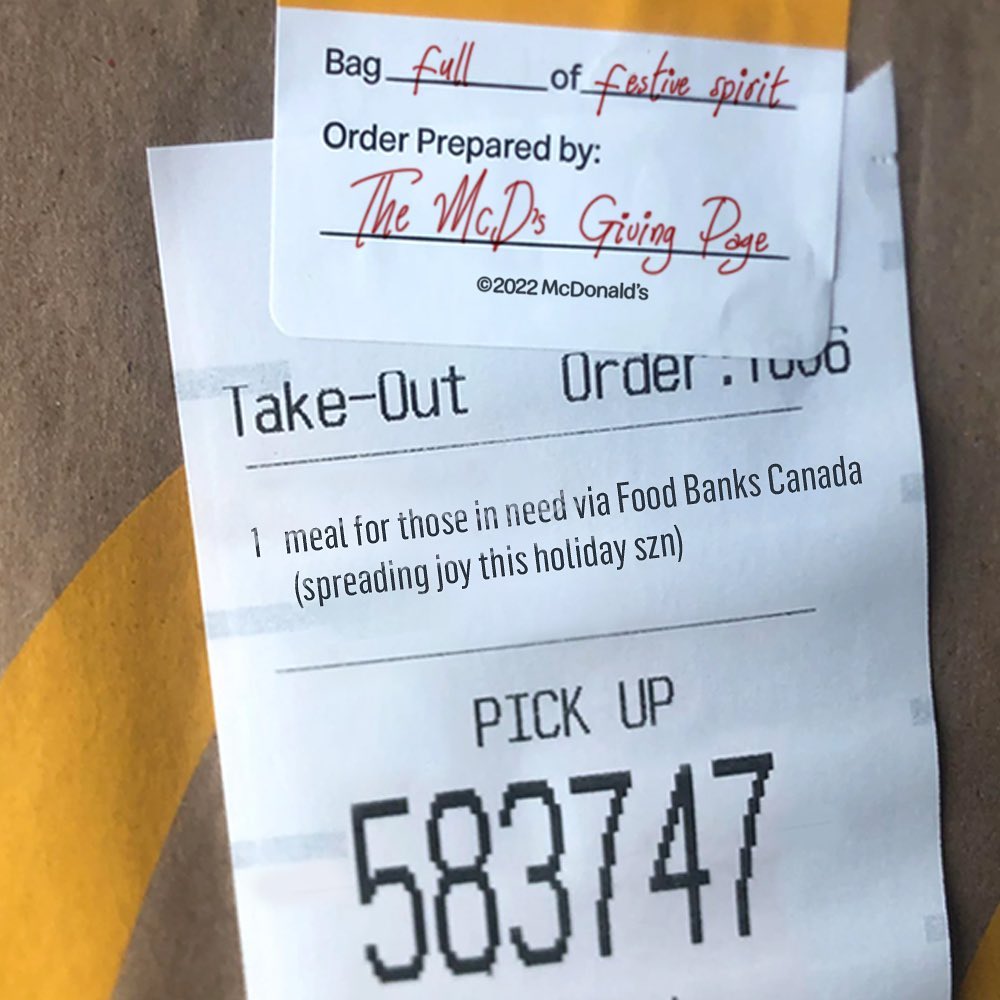 Bag full of festive spirit
Order Prepared by:
The McD's Giving Page
©2022 McDonald's
Take-Out Order
1 meal for those in need via Food Banks Canada
(spreading joy this holiday szn)
PICK UP
583747